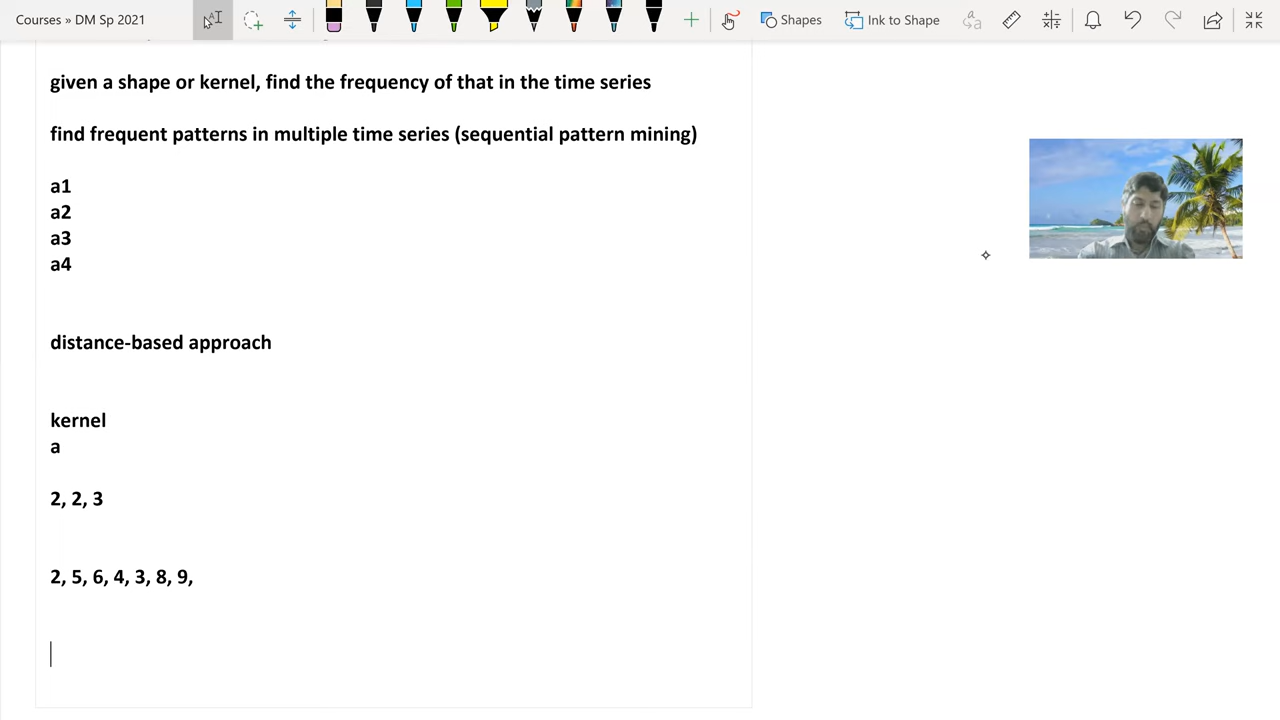 Courses » DM Sp 2021
Shapes
Ink to Shape
given a shape or kernel, find the frequency of that in the time series
find frequent patterns in multiple time series (sequential pattern mining)
a1
a2
a3
a4
distance-based approach
kernel
a
2, 2, 3
2, 5, 6, 4, 3, 8, 9,